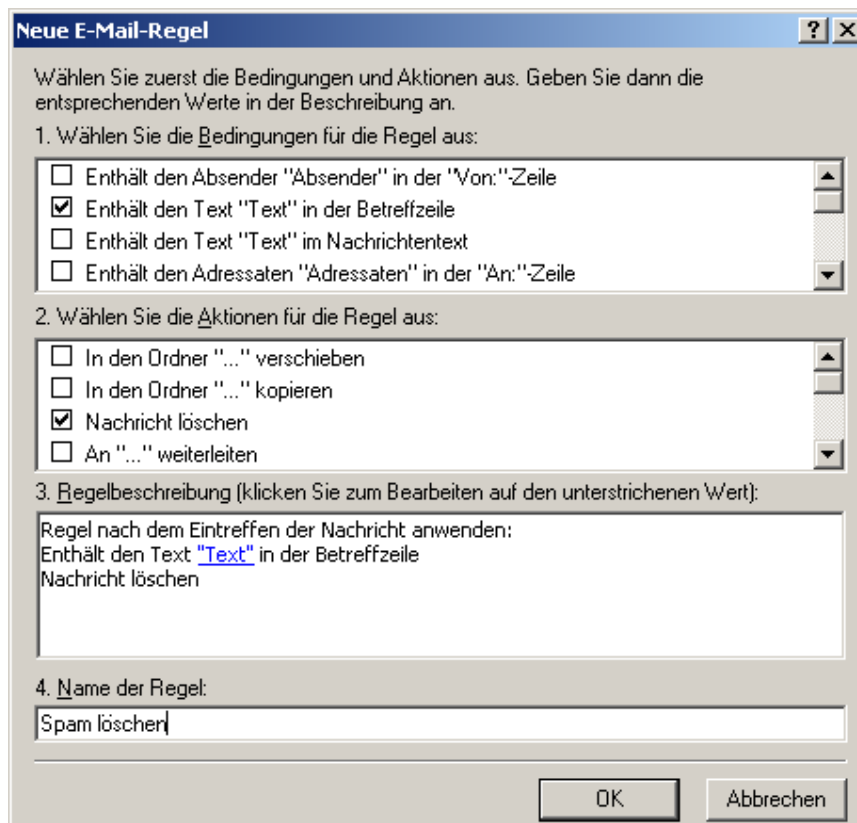 Neue E-Mail-Regel
Wählen Sie zuerst die Bedingungen und Aktionen aus. Geben Sie dann die
entsprechenden Werte in der Beschreibung an.
1. Wählen Sie die Bedingungen für die Regel aus:
Enthält den Absender "Absender" in der "Von:"-Zeile
Enthält den Text "Text" in der Betreffzeile
Enthält den Text "Text" im Nachrichtentext
Enthält den Adressaten "Adressaten" in der "An:"-Zeile
2. Wählen Sie die Aktionen für die Regel aus:
In den Ordner "..." verschieben
In den Ordner "..." kopieren
Nachricht löschen
An "..." weiterleiten
3. Regelbeschreibung (klicken Sie zum Bearbeiten auf den unterstrichenen Wert):
Regel nach dem Eintreffen der Nachricht anwenden:
Enthält den Text "Text" in der Betreffzeile
Nachricht löschen
4. Name der Regel:
Spam löschen
OK Abbrechen